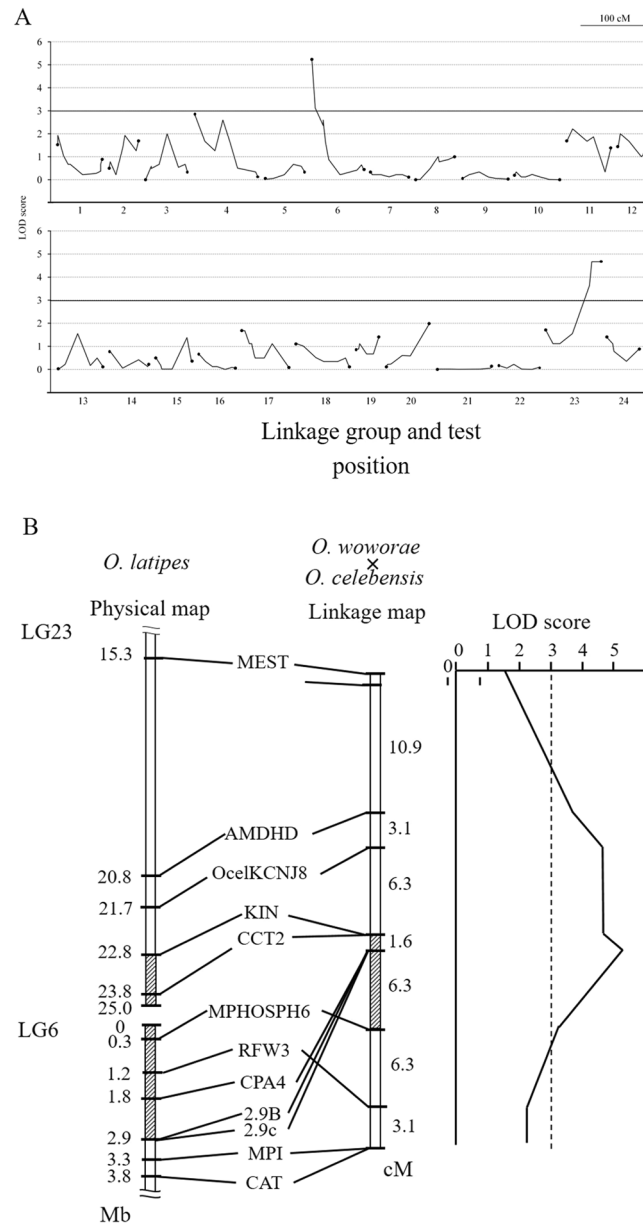 A
100 cM
6
5
4
3
2
1
0
1 2 3 4 5 6 7 8 9 10 11 12
LOD score
6
5
4
3
2
1
0
13 14 15 16 17 18 19 20 21 22 23 24
Linkage group and test
position
B
O. latipes
O. woworae
×
O. celebensis
Physical map
Linkage map
LOD score
LG23
0 1 2 3 4 5
0
15.3
MEST
10.9
AMDHD
3.1
20.8
OcelKCNJ8
21.7
6.3
KIN
22.8
CCT2
1.6
23.8
6.3
25.0
MPHOSPH6
LG6
0
0.3
RFW3
6.3
1.2
CPA4
1.8
2.9B
2.9c
3.1
2.9
MPI
3.3
cM
3.8
CAT
Mb